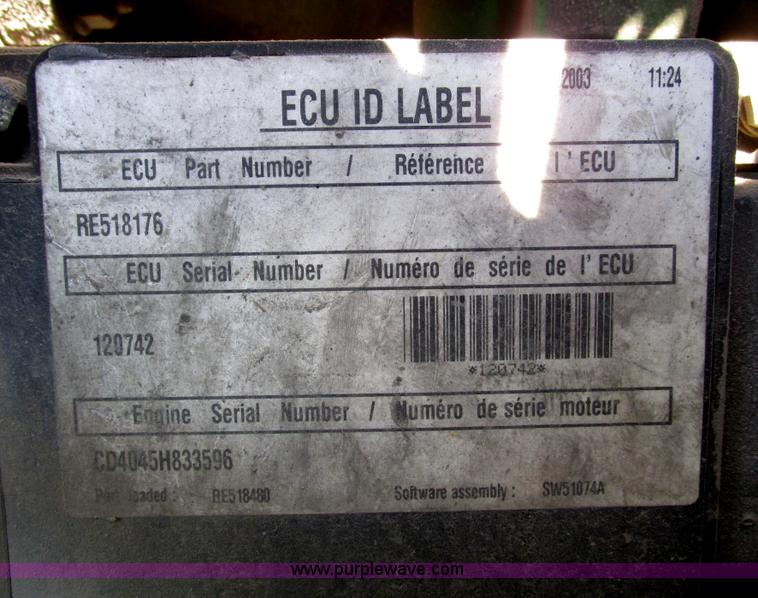 2003 11:24
ECU ID LABEL
ECU Part Number / Référence l'ECU
RE518176
ECU Serial Number / Numéro de série de l'ECU
120742
*120742*
Engine Serial Number / Numéro de série moteur
CD4045H833596
Part loaded : RE518480 Software assembly : SW51074A
www.purplewave.com